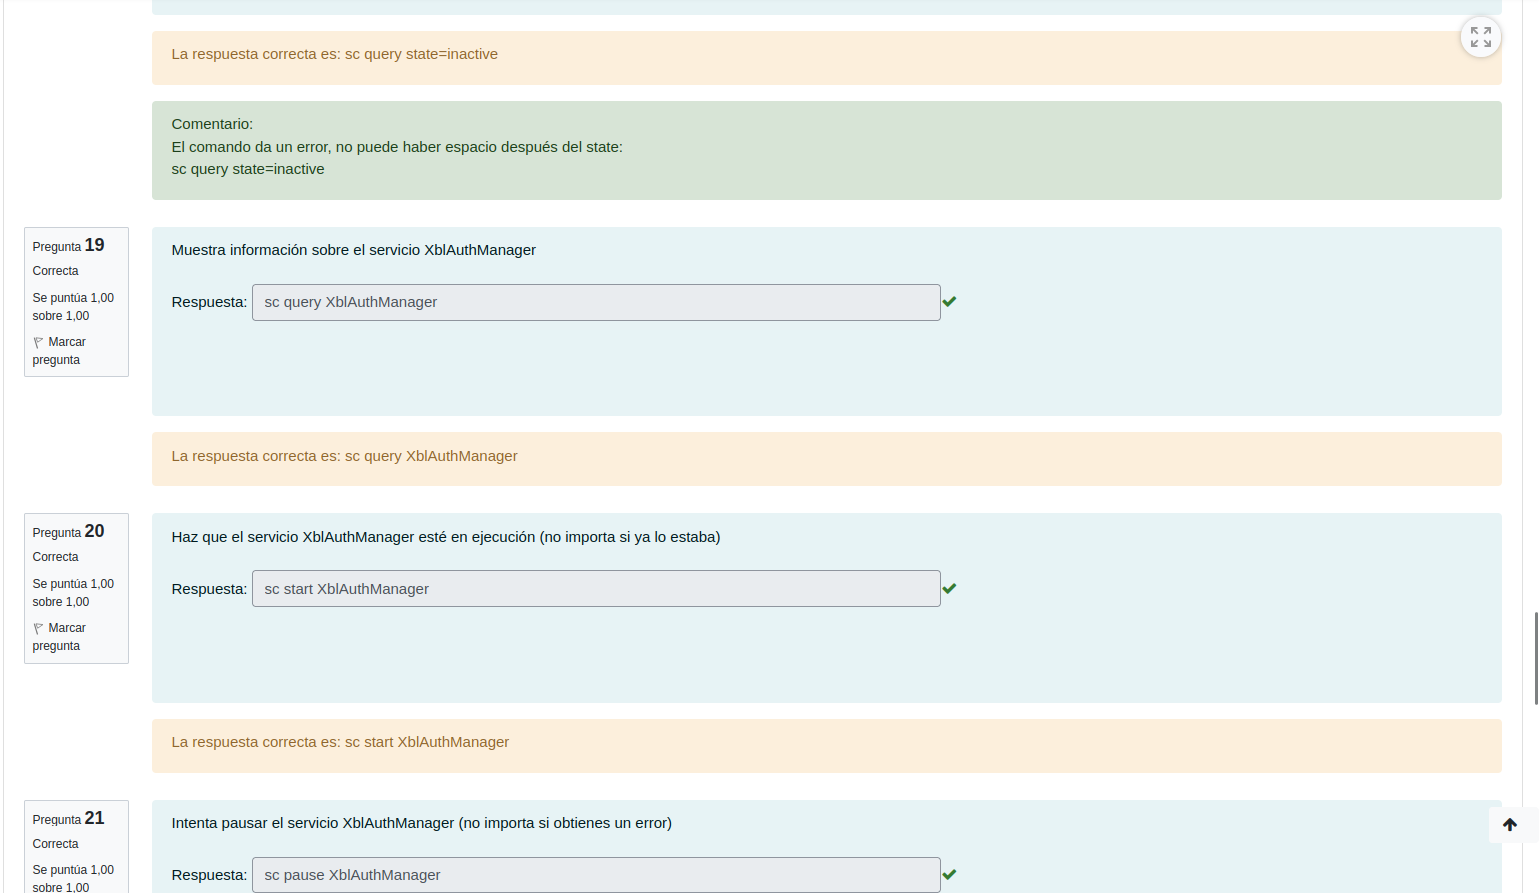 La respuesta correcta es: sc query state=inactive
Comentario:
El comando da un error, no puede haber espacio después del state:
sc query state=inactive
Pregunta 19
Correcta
Se puntúa 1,00
sobre 1,00
Marcar
pregunta
Muestra información sobre el servicio XblAuthManager
Respuesta: sc query XblAuthManager
La respuesta correcta es: sc query XblAuthManager
Pregunta 20
Correcta
Se puntúa 1,00
sobre 1,00
Marcar
pregunta
Haz que el servicio XblAuthManager esté en ejecución (no importa si ya lo estaba)
Respuesta: sc start XblAuthManager
La respuesta correcta es: sc start XblAuthManager
Pregunta 21
Correcta
Se puntúa 1,00
sobre 1,00
Intenta pausar el servicio XblAuthManager (no importa si obtienes un error)
Respuesta: sc pause XblAuthManager